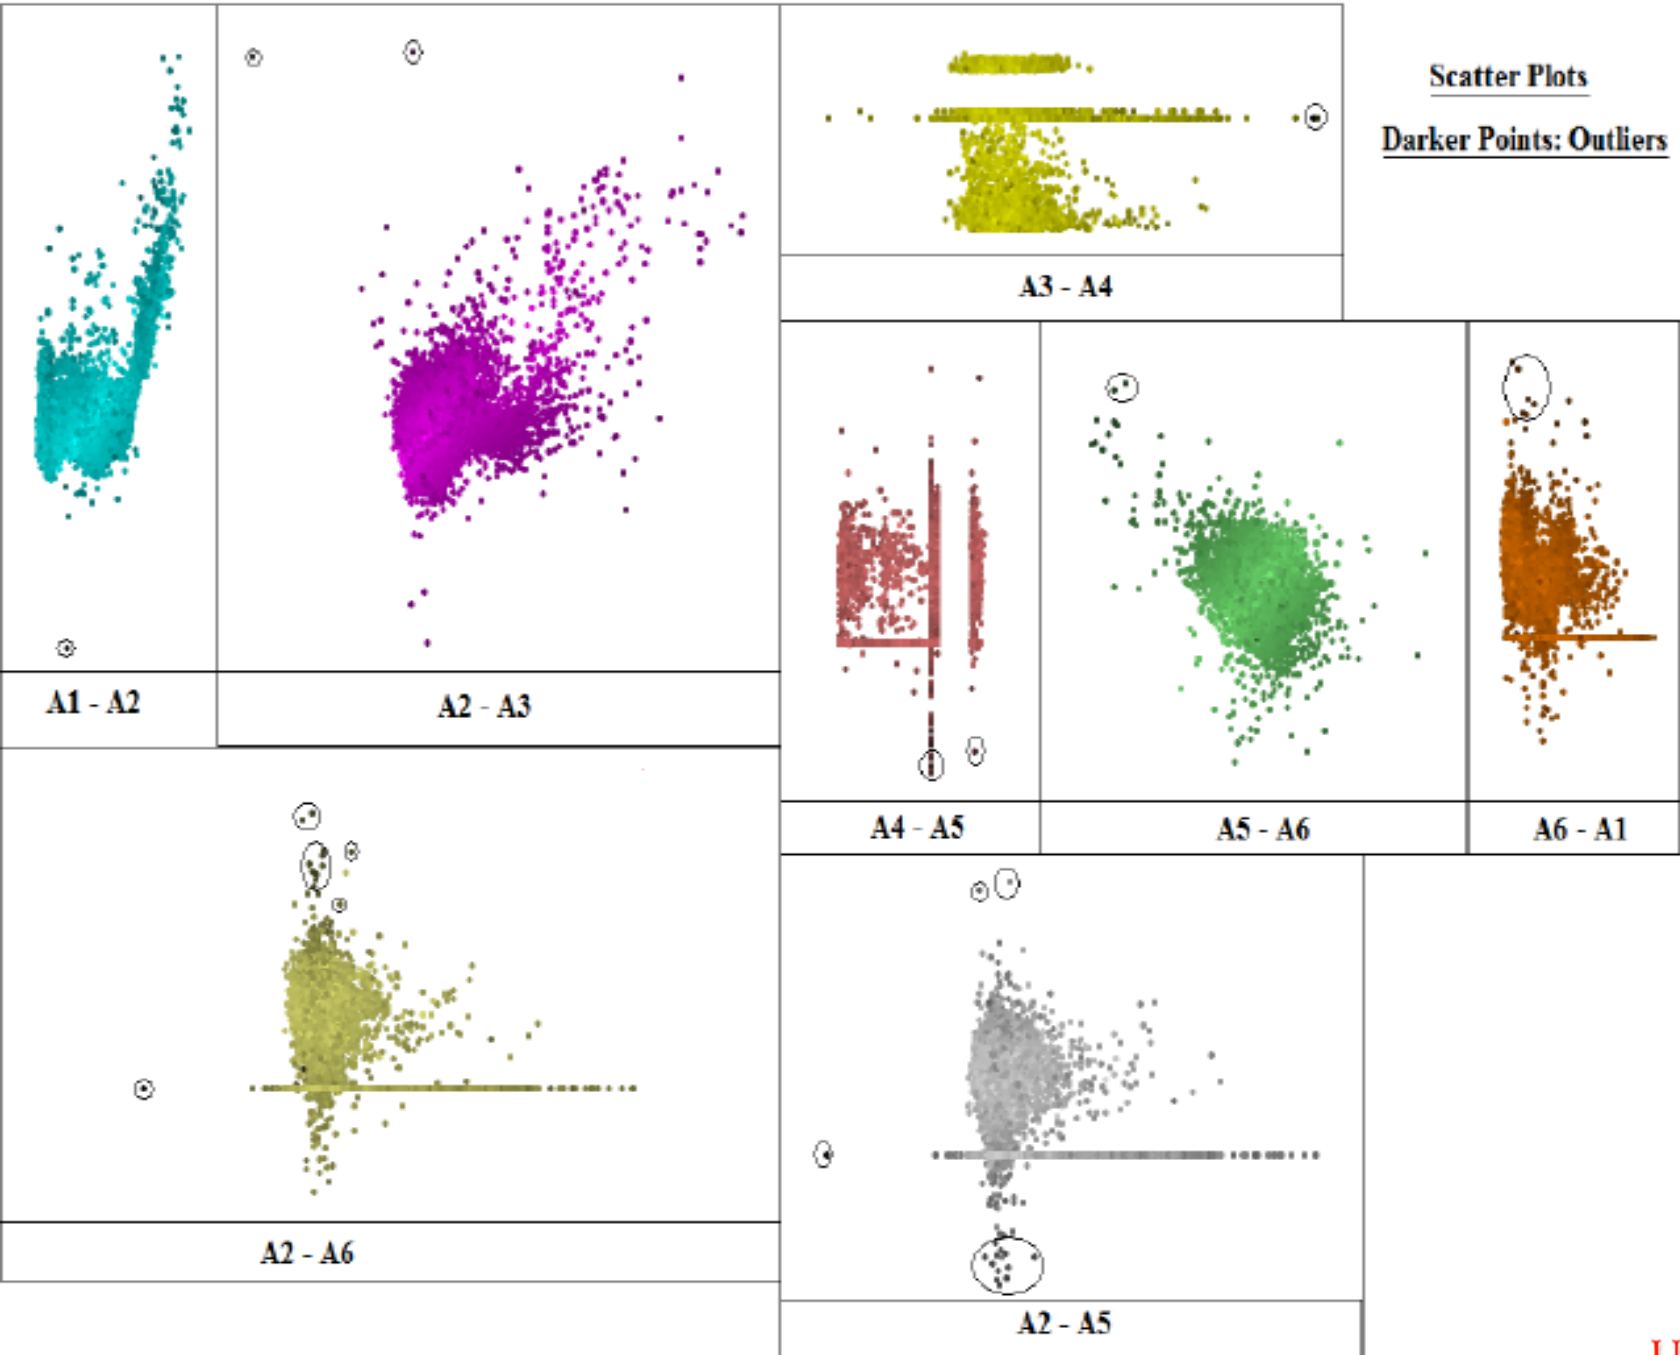 Scatter Plots
Darker Points: Outliers
A3 - A4
A1 - A2
A2 - A3
A4 - A5
A5 - A6
A6 - A1
A2 - A6
A2 - A5